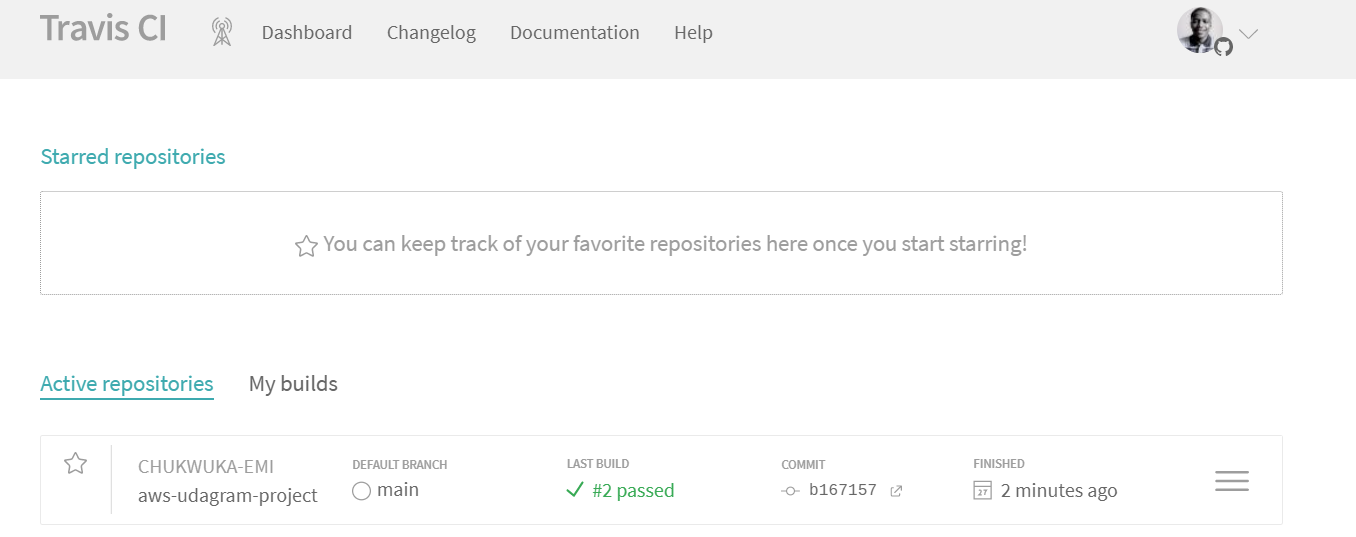 Travis CI Dashboard Changelog Documentation Help
Starred repositories
You can keep track of your favorite repositories here once you start starring!
Active repositories My builds
CHUKWUKA-EMI DEFAULT BRANCH LAST BUILD COMMIT FINISHED
aws-udagram-project main #2 passed b167157 27 2 minutes ago